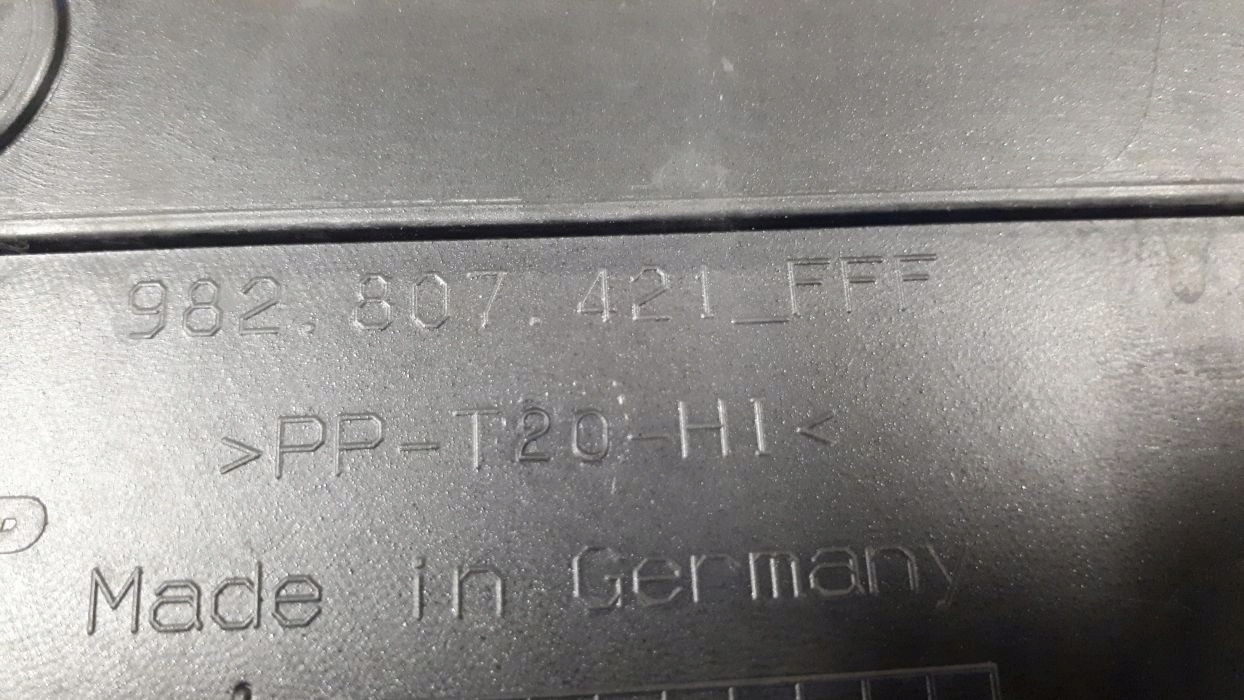 982.807.421_FFF
>PP-T20-HI<
Made in Germany